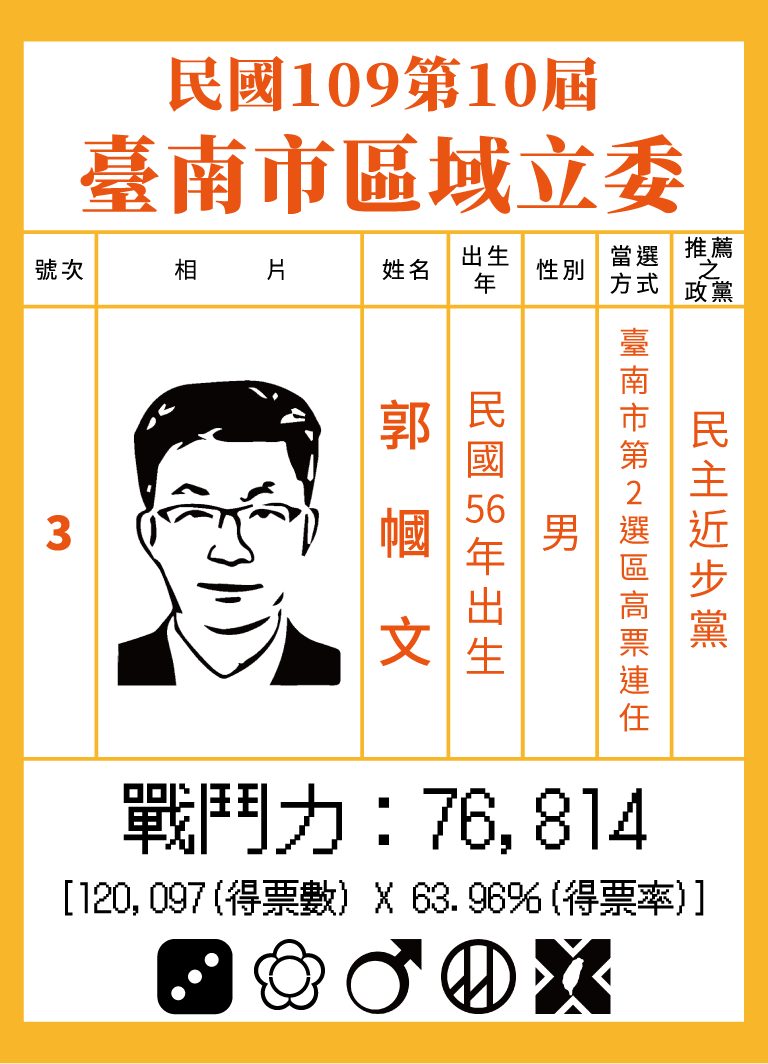 民國109第10屆
臺南市區域立委
號次
相 片
姓名
出生年
性別
當選方式
推薦之政黨
3
郭幗文
民國56年出生
男
臺南市第2選區高票連任
民主近步黨
戰鬥力：76,814
[120,097(得票數) X 63.96%(得票率)]